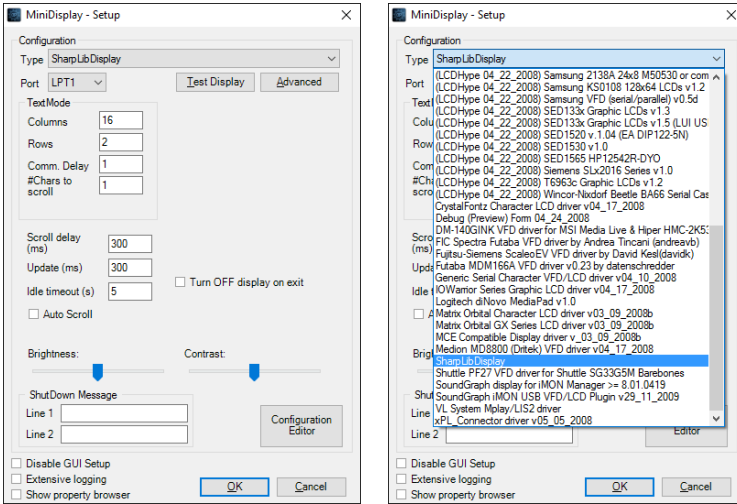 MiniDisplay - Setup
Configuration
Type SharpLibDisplay
Port LPT1 Test Display Advanced
TextMode
Columns 16
Rows 2
Comm. Delay 1
#Chars to scroll 1
Scroll delay (ms) 300
Update (ms) 300
Idle timeout (s) 5
Turn OFF display on exit
Auto Scroll
Brightness: Contrast:
ShutDown Message
Line 1
Line 2
Configuration Editor
Disable GUI Setup
Extensive logging
Show property browser
OK Cancel
MiniDisplay - Setup
Configuration
Type SharpLibDisplay
Port
(LCDHype 04_22_2008) Samsung 2138A 24x8 M50530 or com
(LCDHype 04_22_2008) Samsung KS0108 128x64 LCDs v1.2
(LCDHype 04_22_2008) Samsung VFD (serial/parallel) v0.5d
(LCDHype 04_22_2008) SED133x Graphic LCDs v1.3
(LCDHype 04_22_2008) SED133x Graphic LCDs v1.5 (LUI US
(LCDHype 04_22_2008) SED1520 v.1.04 (EA DIP122-5N)
(LCDHype 04_22_2008) SED1530 v1.0
(LCDHype 04_22_2008) SED1565 HP12542R-DYO
(LCDHype 04_22_2008) Siemens SLx2016 Series v1.0
(LCDHype 04_22_2008) T6963c Graphic LCDs v1.2
(LCDHype 04_22_2008) Wincor-Nixdorf Beetle BA66 Serial Cas
CrystalFontz Character LCD driver v04_17_2008
Debug (Preview) Form 04_24_2008
DM-140GINK VFD driver for MSI Media Live & Hiper HMC-2K53
FIC Spectra Futaba VFD driver by Andrea Tincani (andreavb)
Fujitsu-Siemens ScaleoEV VFD driver by David Kesl(davidk)
Futaba MDM166A VFD driver v0.23 by datenschredder
Generic Serial Character VFD/LCD driver v04_10_2008
IOWarrior Series Graphic LCD driver v04_17_2008
Logitech diNovo MediaPad v1.0
Matrix Orbital Character LCD driver v03_09_2008b
Matrix Orbital GX Series LCD driver v03_09_2008b
MCE Compatible Display driver v_03_09_2008b
Medion MD8800 (Dritek) VFD driver v04_17_2008
SharpLibDisplay
Shuttle PF27 VFD driver for Shuttle SG33G5M Barebones
SoundGraph display for iMON Manager >= 8.01.0419
SoundGraph iMON USB VFD/LCD Plugin v29_11_2009
VL System Mplay/LIS2 driver
xPL_Connector driver v05_05_2008
Line 2
Editor
Disable GUI Setup
Extensive logging
Show property browser
OK Cancel